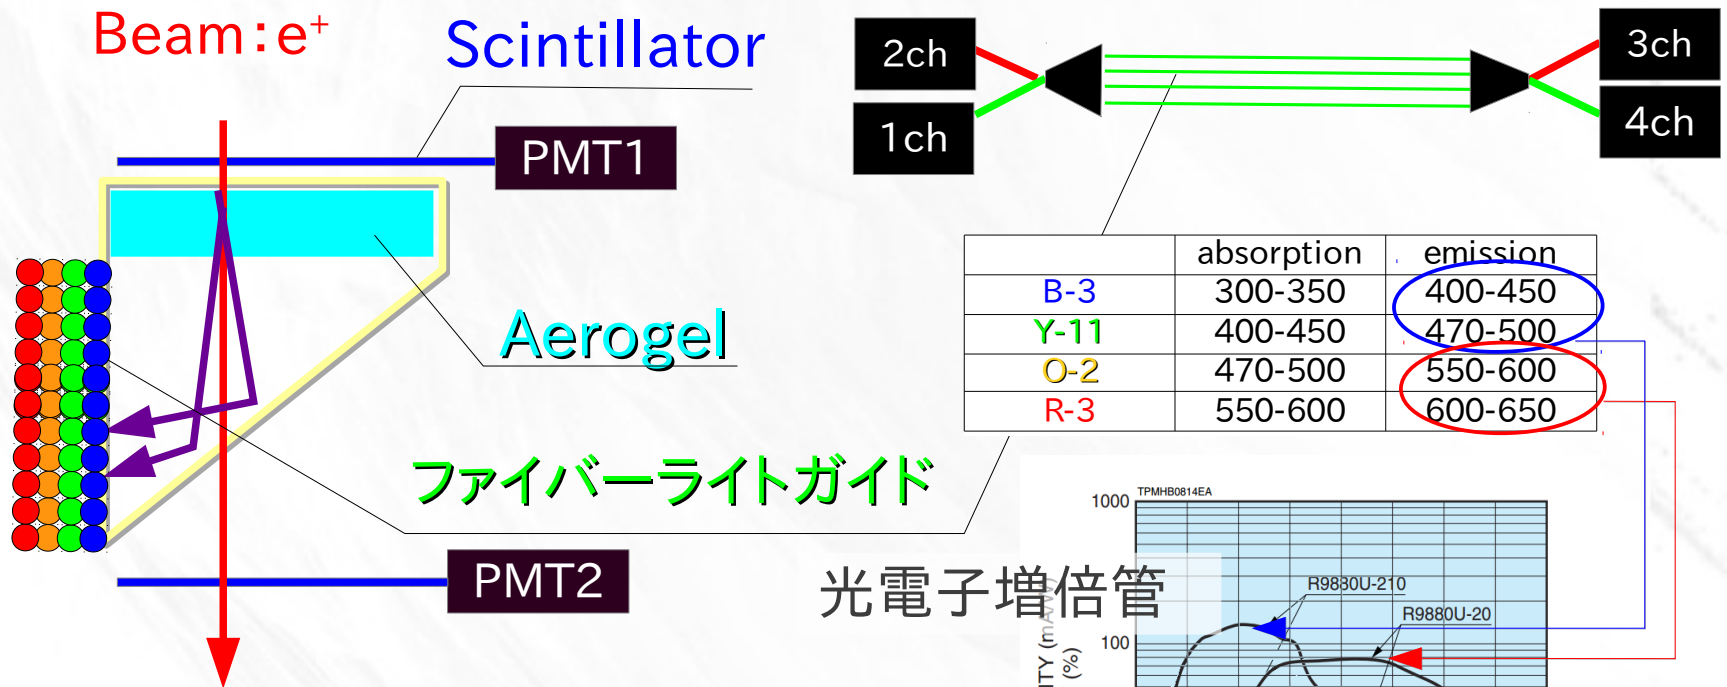 Beam:e⁺
Scintillator
2ch
1ch
3ch
4ch
PMT1
absorption emission
B-3 300-350 400-450
Y-11 400-450 470-500
O-2 470-500 550-600
R-3 550-600 600-650
Aerogel
ファイバーライトガイド
PMT2
光電子増倍管
TPMHB0814EA
1000
R9880U-210
R9880U-20
100
(%)